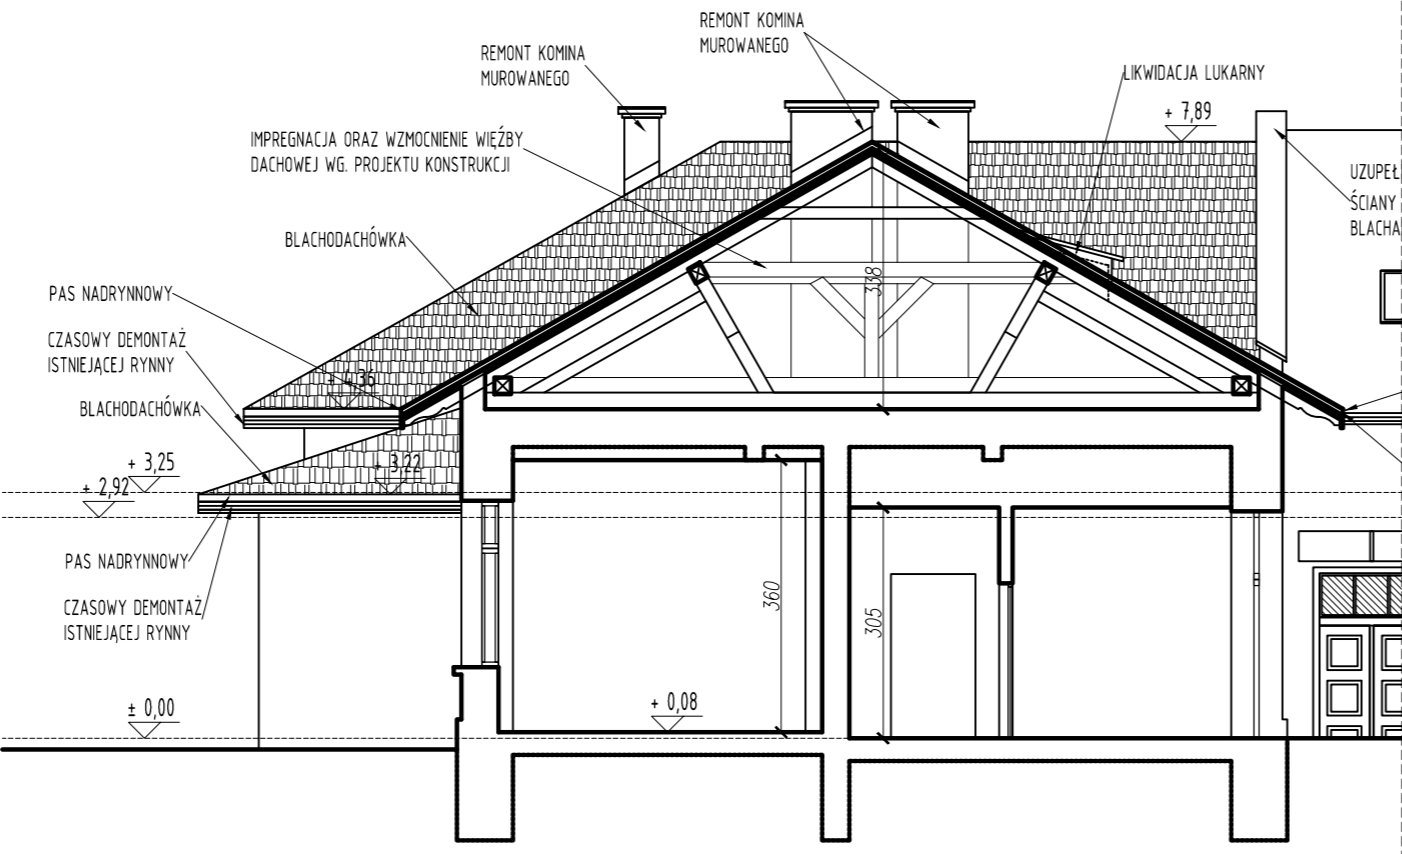 REMONT KOMINA
MUROWANEGO
REMONT KOMINA
MUROWANEGO
LIKWIDACJA LUKARNY
+ 7,89
IMPREGNACJA ORAZ WZMOCNIENIE WIĘŹBY
DACHOWEJ WG. PROJEKTU KONSTRUKCJI
UZUPEŁ
ŚCIANY
BLACHA
BLACHODACHÓWKA
PAS NADRYNNOWY
338
CZASOWY DEMONTAŻ
ISTNIEJĄCEJ RYNNY
+ 4,36
BLACHODACHÓWKA
+ 3,25
+ 3,22
+ 2,92
PAS NADRYNNOWY
CZASOWY DEMONTAŻ
ISTNIEJĄCEJ RYNNY
360
305
± 0,00
+ 0,08